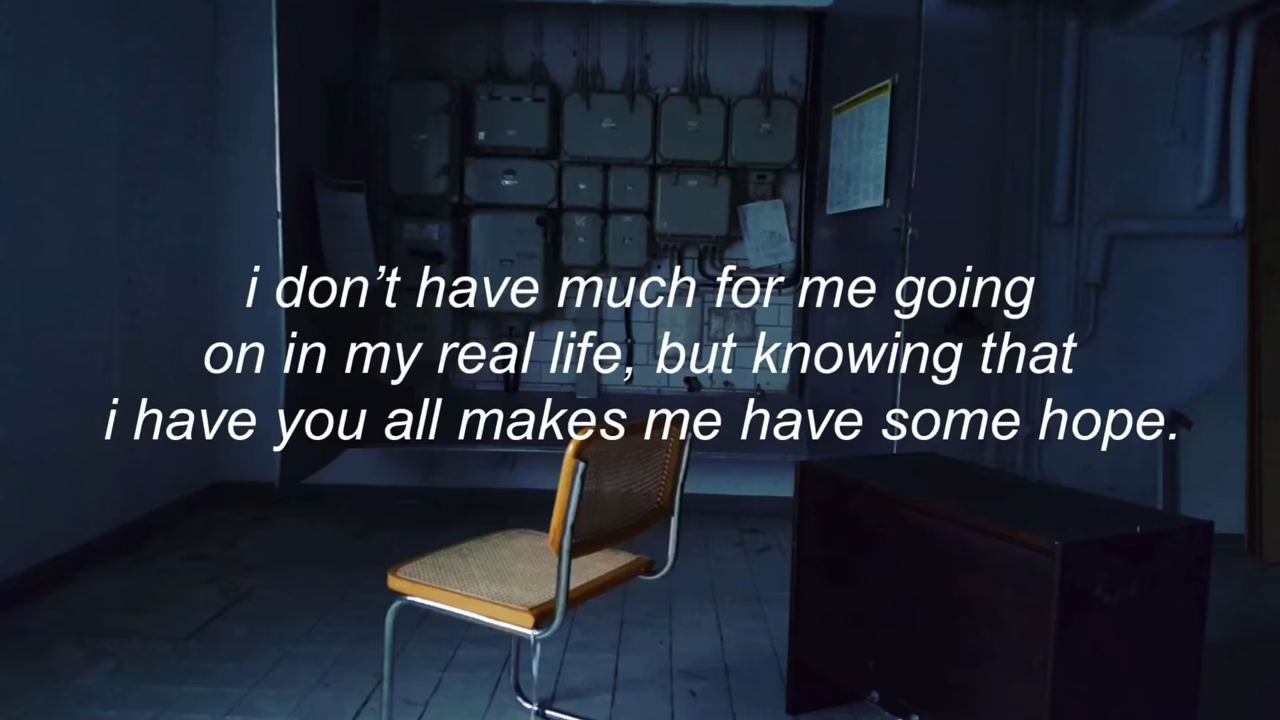 i don’t have much for me going
on in my real life, but knowing that
i have you all makes me have some hope.